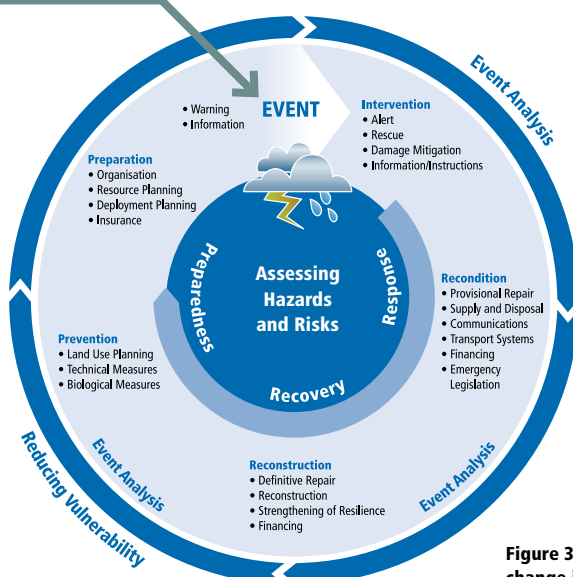 Event Analysis
EVENT
• Warning
• Information
Intervention
• Alert
• Rescue
• Damage Mitigation
• Information/Instructions
Preparation
• Organisation
• Resource Planning
• Deployment Planning
• Insurance
Preparedness
Assessing
Hazards
and Risks
Response
Recovery
Recondition
• Provisional Repair
• Supply and Disposal
• Communications
• Transport Systems
• Financing
• Emergency
Legislation
Prevention
• Land Use Planning
• Technical Measures
• Biological Measures
Event Analysis
Reducing Vulnerability
Reconstruction
• Definitive Repair
• Reconstruction
• Strengthening of Resilience
• Financing
Event Analysis
Figure 3
change i